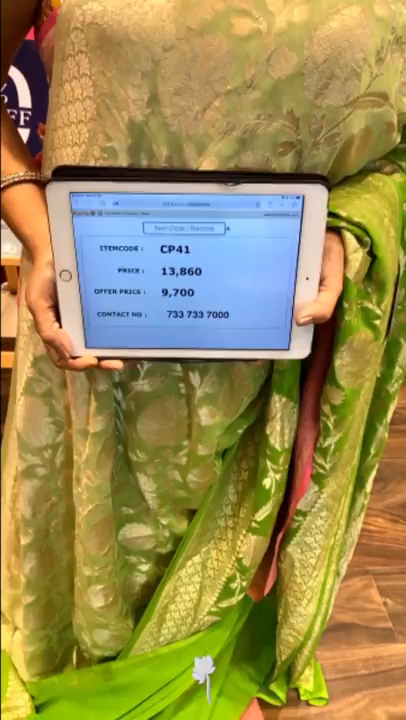 ITEMCODE : CP41
PRICE : 13,860
OFFER PRICE : 9,700
CONTACT NO : 733 733 7000